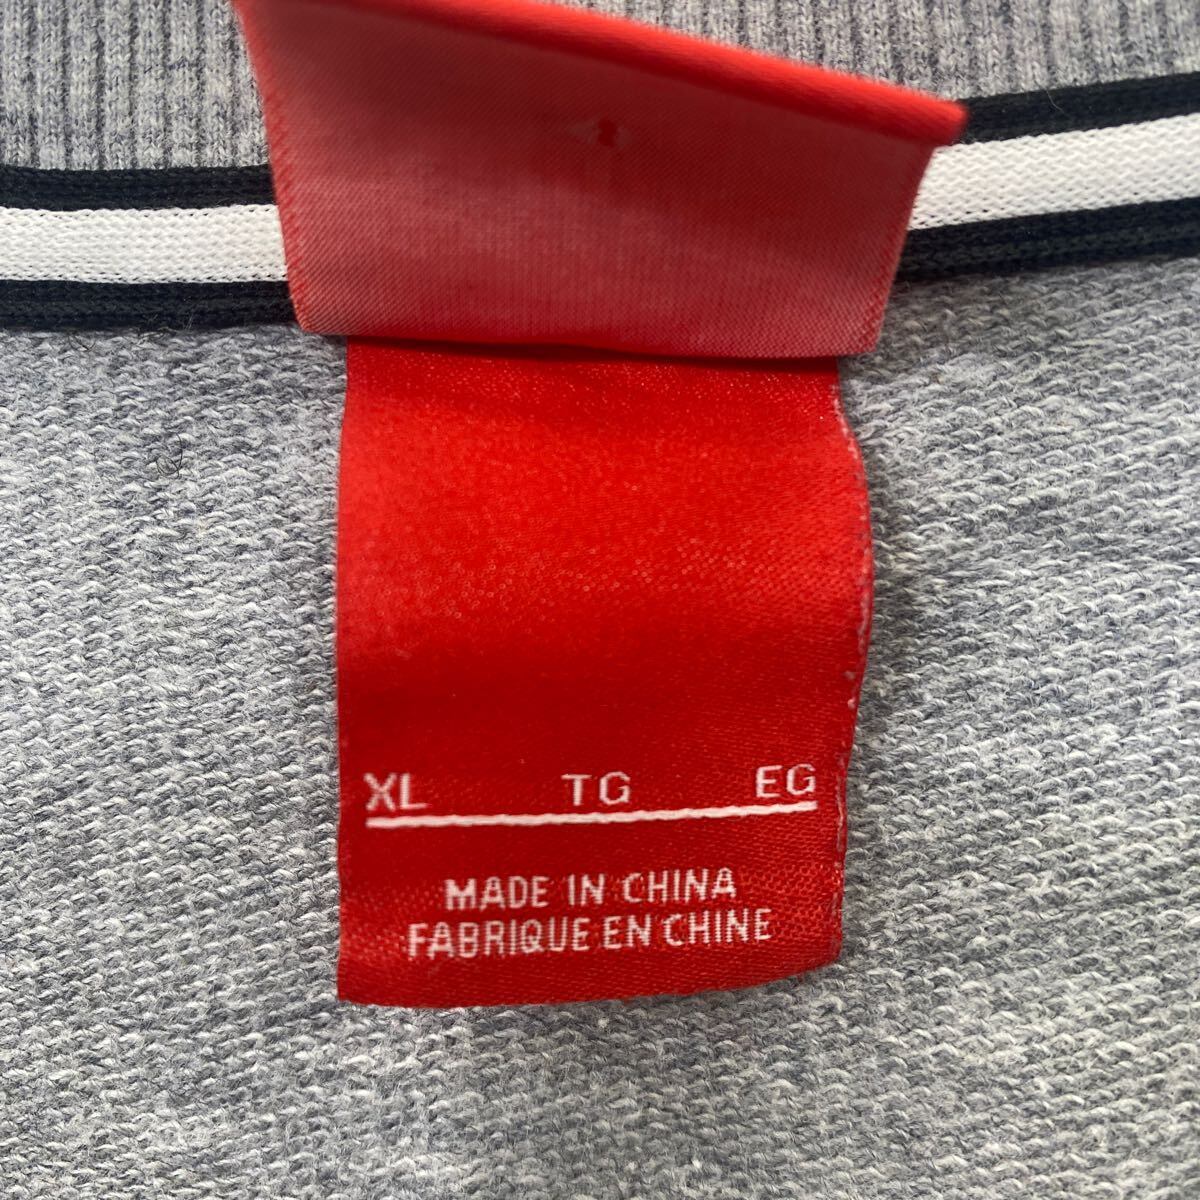 XL TG EG
MADE IN CHINA
FABRIQUE EN CHINE